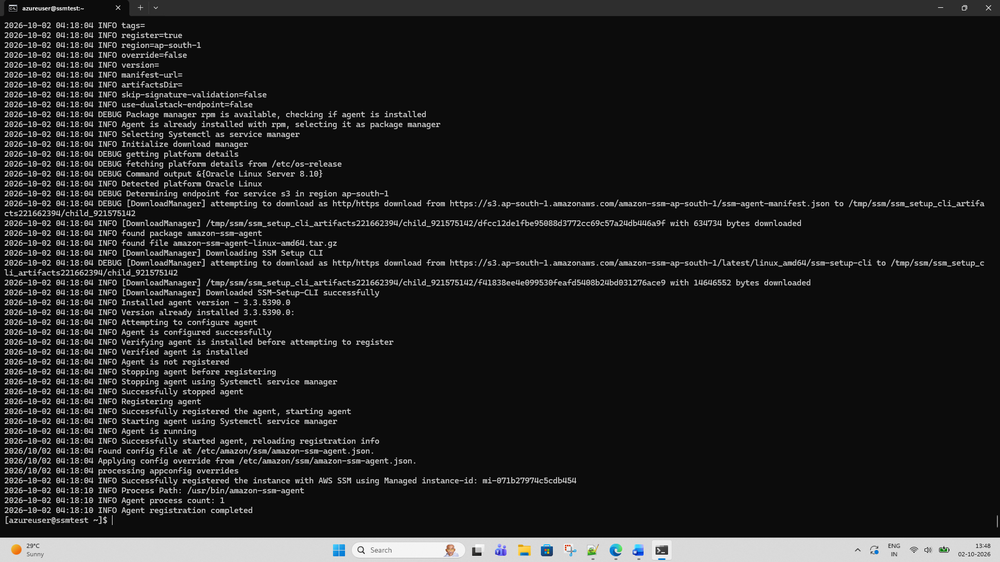 azureuser@ssmtest:~
2026-10-02 04:18:04 INFO tags=
2026-10-02 04:18:04 INFO register=true
2026-10-02 04:18:04 INFO region=ap-south-1
2026-10-02 04:18:04 INFO override=false
2026-10-02 04:18:04 INFO version=
2026-10-02 04:18:04 INFO manifest-url=
2026-10-02 04:18:04 INFO artifactsDir=
2026-10-02 04:18:04 INFO skip-signature-validation=false
2026-10-02 04:18:04 INFO use-dualstack-endpoint=false
2026-10-02 04:18:04 DEBUG Package manager rpm is available, checking if agent is installed
2026-10-02 04:18:04 INFO Agent is already installed with rpm, selecting it as package manager
2026-10-02 04:18:04 INFO Selecting Systemctl as service manager
2026-10-02 04:18:04 INFO Initialize download manager
2026-10-02 04:18:04 DEBUG getting platform details
2026-10-02 04:18:04 DEBUG fetching platform details from /etc/os-release
2026-10-02 04:18:04 DEBUG Command output &{Oracle Linux Server 8.10}
2026-10-02 04:18:04 INFO Detected platform Oracle Linux
2026-10-02 04:18:04 DEBUG Determining endpoint for service s3 in region ap-south-1
2026-10-02 04:18:04 DEBUG [DownloadManager] attempting to download as http/https download from https://s3.ap-south-1.amazonaws.com/amazon-ssm-ap-south-1/ssm-agent-manifest.json to /tmp/ssm/ssm_setup_cli_artifa
cts221662394/child_921575142
2026-10-02 04:18:04 INFO [DownloadManager] /tmp/ssm/ssm_setup_cli_artifacts221662394/child_921575142/dfcc12de1fbe95088d3772cc69c57a24db446a9f with 634734 bytes downloaded
2026-10-02 04:18:04 INFO found package amazon-ssm-agent
2026-10-02 04:18:04 INFO found file amazon-ssm-agent-linux-amd64.tar.gz
2026-10-02 04:18:04 INFO [DownloadManager] Downloading SSM Setup CLI
2026-10-02 04:18:04 DEBUG [DownloadManager] attempting to download as http/https download from https://s3.ap-south-1.amazonaws.com/amazon-ssm-ap-south-1/latest/linux_amd64/ssm-setup-cli to /tmp/ssm/ssm_setup_c
li_artifacts221662394/child_921575142
2026-10-02 04:18:04 INFO [DownloadManager] /tmp/ssm/ssm_setup_cli_artifacts221662394/child_921575142/f41838ee4e099530feafd5408b24bd031276ace9 with 14646552 bytes downloaded
2026-10-02 04:18:04 INFO [DownloadManager] Downloaded SSM-Setup-CLI successfully
2026-10-02 04:18:04 INFO Installed agent version - 3.3.5390.0
2026-10-02 04:18:04 INFO Version already installed 3.3.5390.0:
2026-10-02 04:18:04 INFO Attempting to configure agent
2026-10-02 04:18:04 INFO Agent is configured successfully
2026-10-02 04:18:04 INFO Verifying agent is installed before attempting to register
2026-10-02 04:18:04 INFO Verified agent is installed
2026-10-02 04:18:04 INFO Agent is not registered
2026-10-02 04:18:04 INFO Stopping agent before registering
2026-10-02 04:18:04 INFO Stopping agent using Systemctl service manager
2026-10-02 04:18:04 INFO Successfully stopped agent
2026-10-02 04:18:04 INFO Registering agent
2026-10-02 04:18:04 INFO Successfully registered the agent, starting agent
2026-10-02 04:18:04 INFO Starting agent using Systemctl service manager
2026-10-02 04:18:04 INFO Agent is running
2026-10-02 04:18:04 INFO Successfully started agent, reloading registration info
2026/10/02 04:18:04 Found config file at /etc/amazon/ssm/amazon-ssm-agent.json.
2026/10/02 04:18:04 Applying config override from /etc/amazon/ssm/amazon-ssm-agent.json.
2026/10/02 04:18:04 processing appconfig overrides
2026-10-02 04:18:04 INFO Successfully registered the instance with AWS SSM using Managed instance-id: mi-071b27974c5cdb454
2026-10-02 04:18:10 INFO Process Path: /usr/bin/amazon-ssm-agent
2026-10-02 04:18:10 INFO Agent process count: 1
2026-10-02 04:18:10 INFO Agent registration completed
[azureuser@ssmtest ~]$
29°C
Sunny
Search
ENG
IN
13:48
02-10-2026